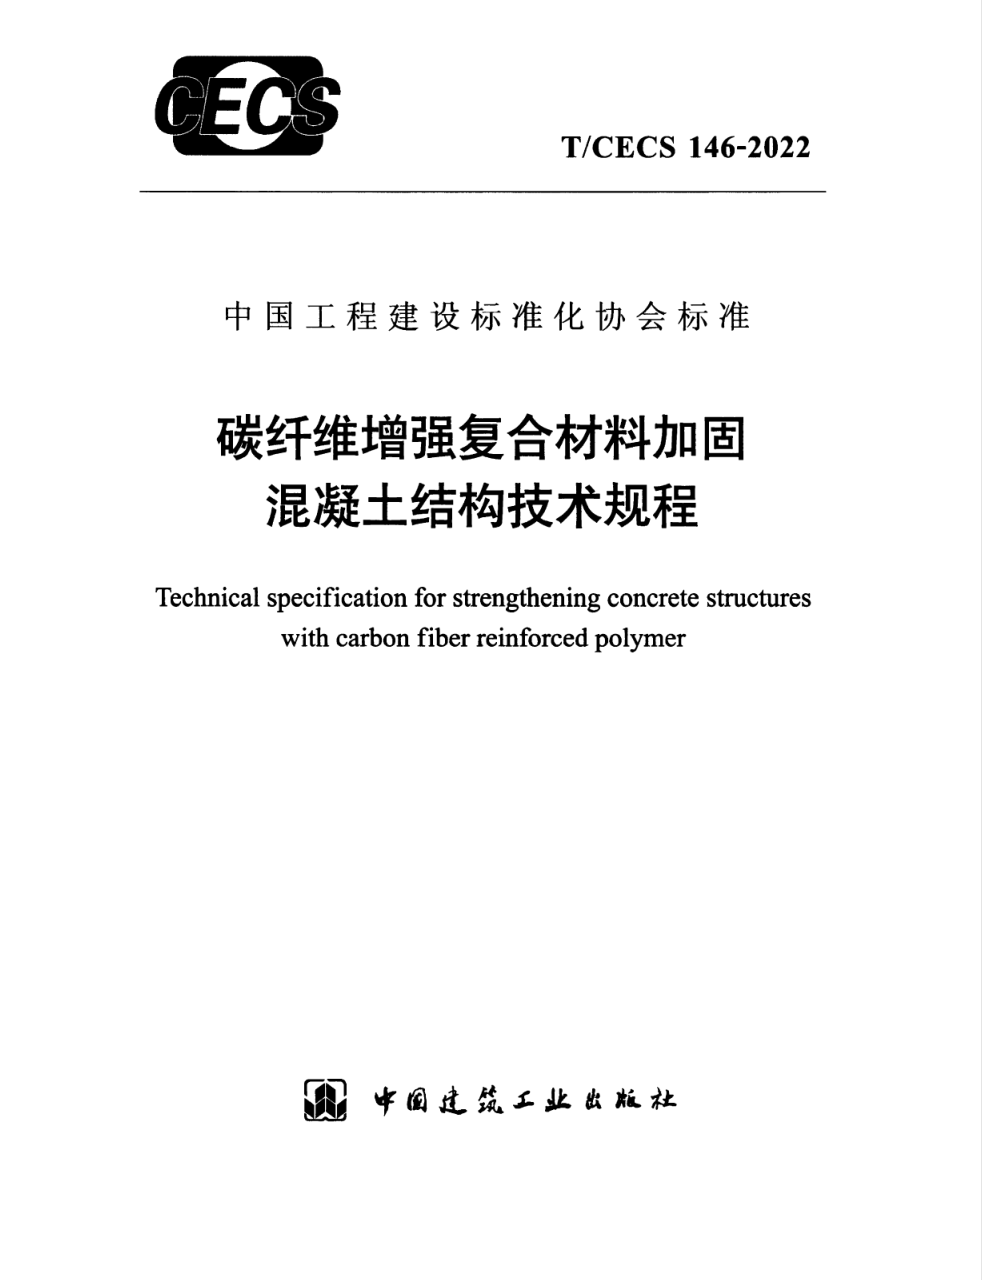 CECS
T/CECS 146-2022
中国工程建设标准化协会标准
碳纤维增强复合材料加固
混凝土结构技术规程
Technical specification for strengthening concrete structures
with carbon fiber reinforced polymer
中国建筑工业出版社